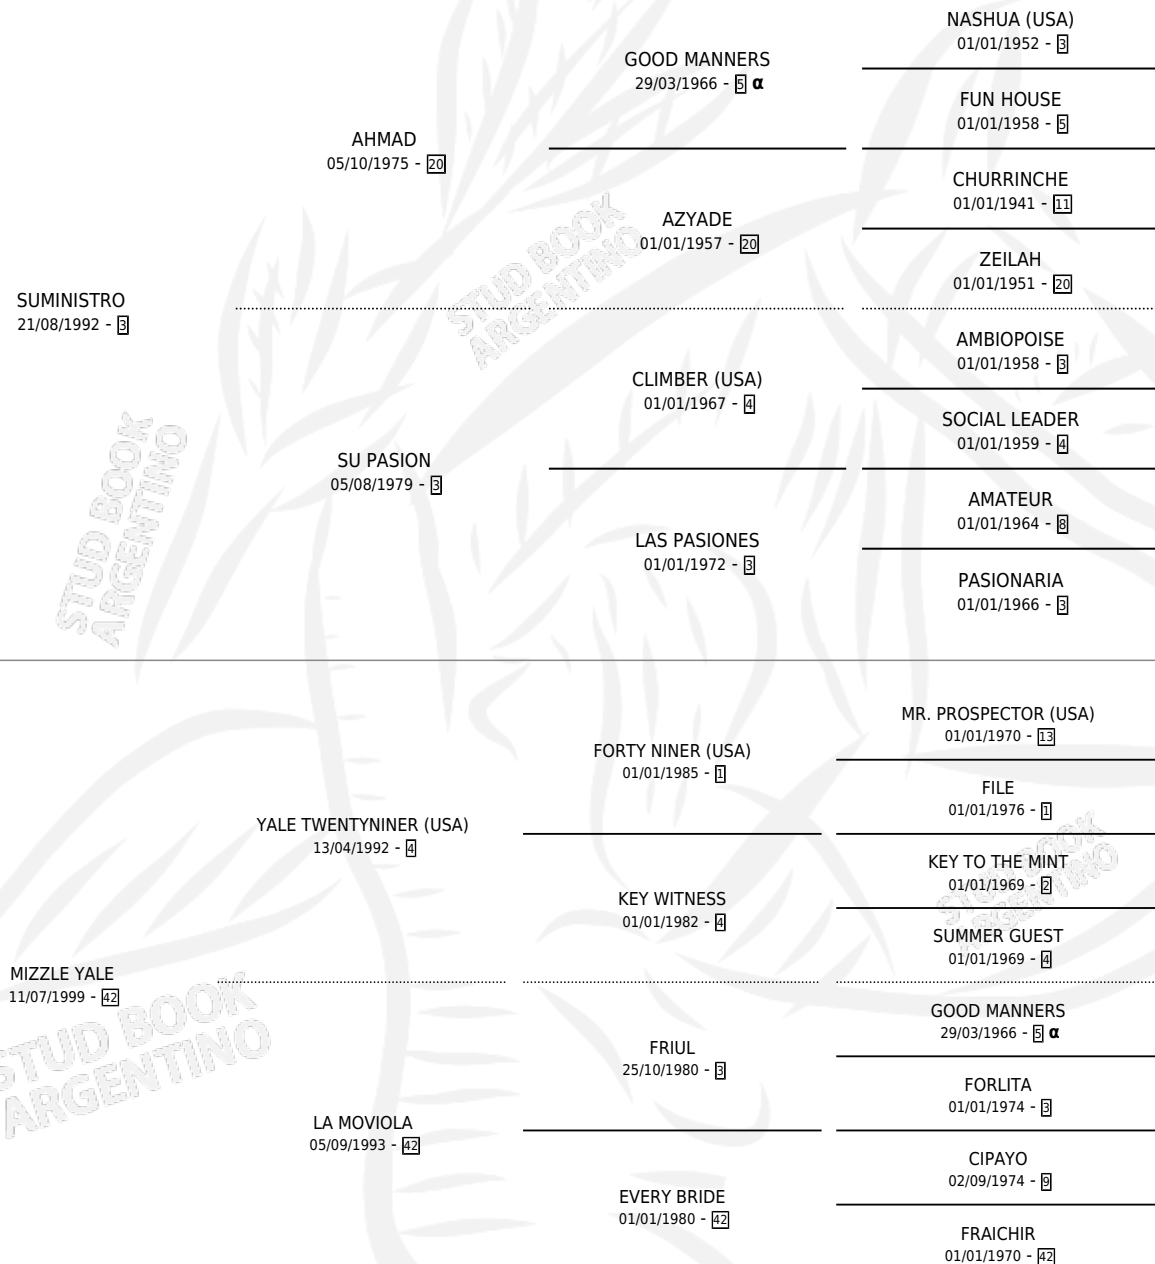 NASHUA (USA)
01/01/1952 - 3
GOOD MANNERS
29/03/1966 - 5 α
FUN HOUSE
01/01/1958 - 5
AHMAD
05/10/1975 - 20
CHURRINCHE
01/01/1941 - 11
AZYADE
01/01/1957 - 20
ZEILAH
01/01/1951 - 20
SUMINISTRO
21/08/1992 - 3
AMBIOPOISE
01/01/1958 - 3
CLIMBER (USA)
01/01/1967 - 4
SOCIAL LEADER
01/01/1959 - 4
SU PASION
05/08/1979 - 3
AMATEUR
01/01/1964 - 8
LAS PASIONES
01/01/1972 - 3
PASIONARIA
01/01/1966 - 3
MR. PROSPECTOR (USA)
01/01/1970 - 13
FORTY NINER (USA)
01/01/1985 - 1
FILE
01/01/1976 - 1
YALE TWENTYNINER (USA)
13/04/1992 - 4
KEY TO THE MINT
01/01/1969 - 2
KEY WITNESS
01/01/1982 - 4
SUMMER GUEST
01/01/1969 - 4
MIZZLE YALE
11/07/1999 - 42
GOOD MANNERS
29/03/1966 - 5 α
FRIUL
25/10/1980 - 3
FORLITA
01/01/1974 - 3
LA MOVIOLA
05/09/1993 - 42
CIPAYO
02/09/1974 - 9
EVERY BRIDE
01/01/1980 - 42
FRAICHIR
01/01/1970 - 42
STUD BOOK
ARGENTINO
STUD BOOK
ARGENTINO
STUD BOOK
ARGENTINO
STUD BOOK
ARGENTINO